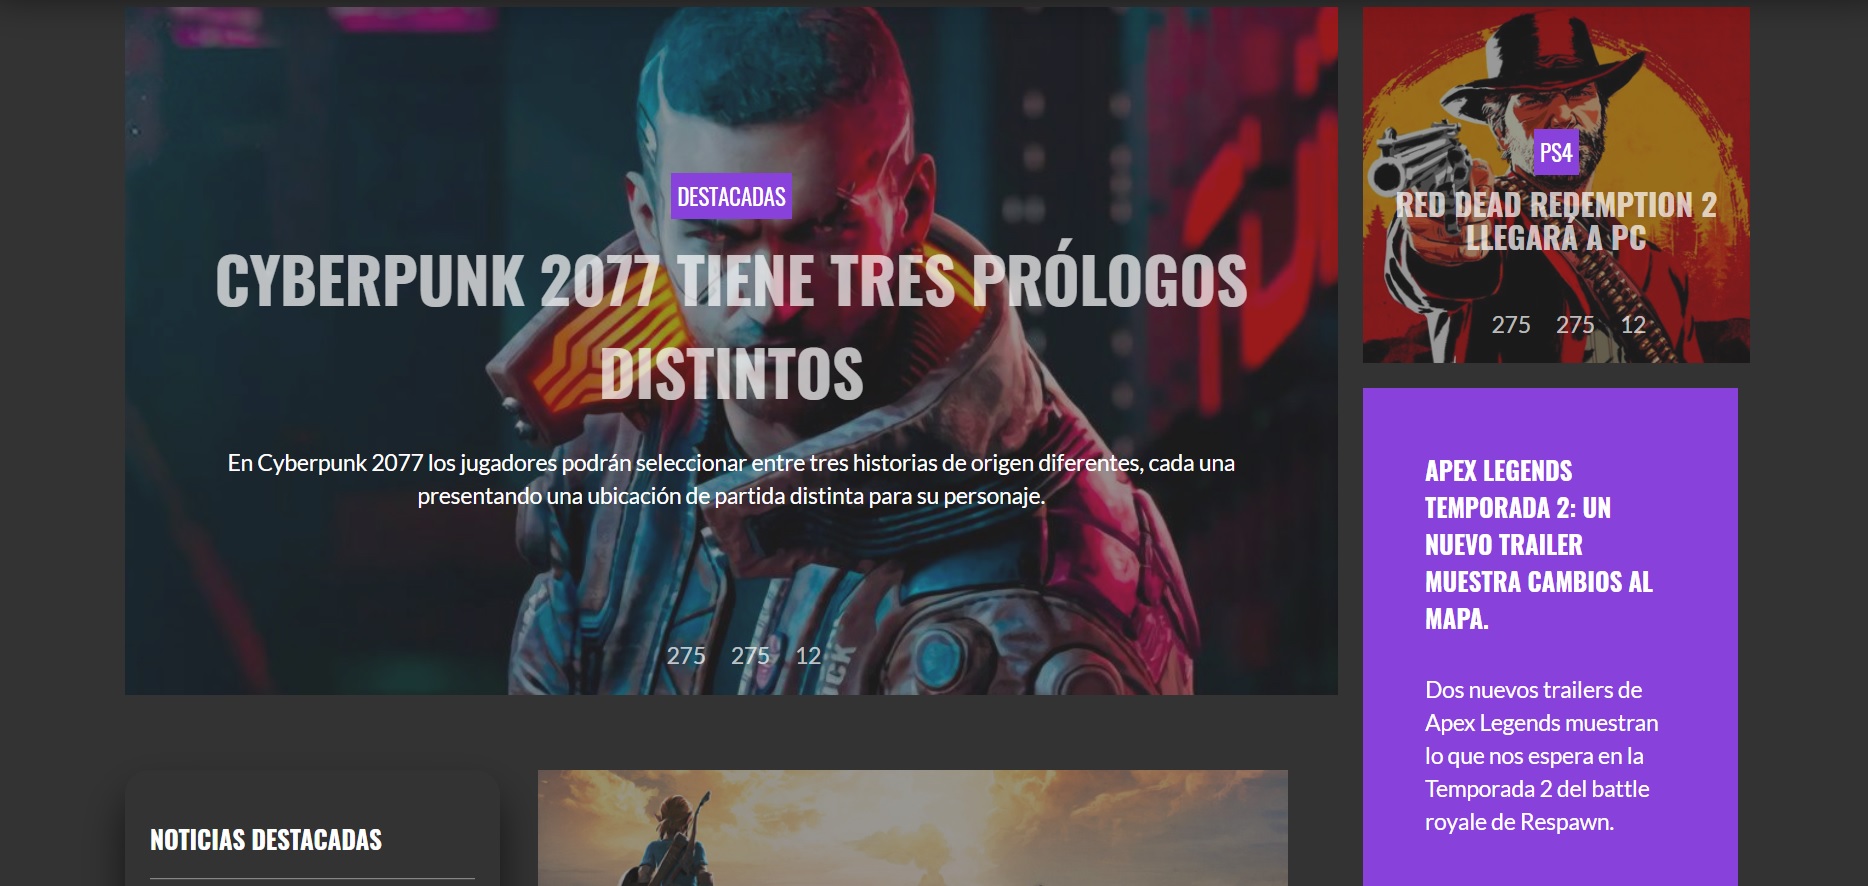 DESTACADAS
CYBERPUNK 2077 TIENE TRES PRÓLOGOS
DISTINTOS
En Cyberpunk 2077 los jugadores podrán seleccionar entre tres historias de origen diferentes, cada una
presentando una ubicación de partida distinta para su personaje.
275 275 12
PS4
RED DEAD REDEMPTION 2
LLEGARÁ A PC
275 275 12
APEX LEGENDS
TEMPORADA 2: UN
NUEVO TRAILER
MUESTRA CAMBIOS AL
MAPA.
Dos nuevos trailers de
Apex Legends muestran
lo que nos espera en la
Temporada 2 del battle
royale de Respawn.
NOTICIAS DESTACADAS